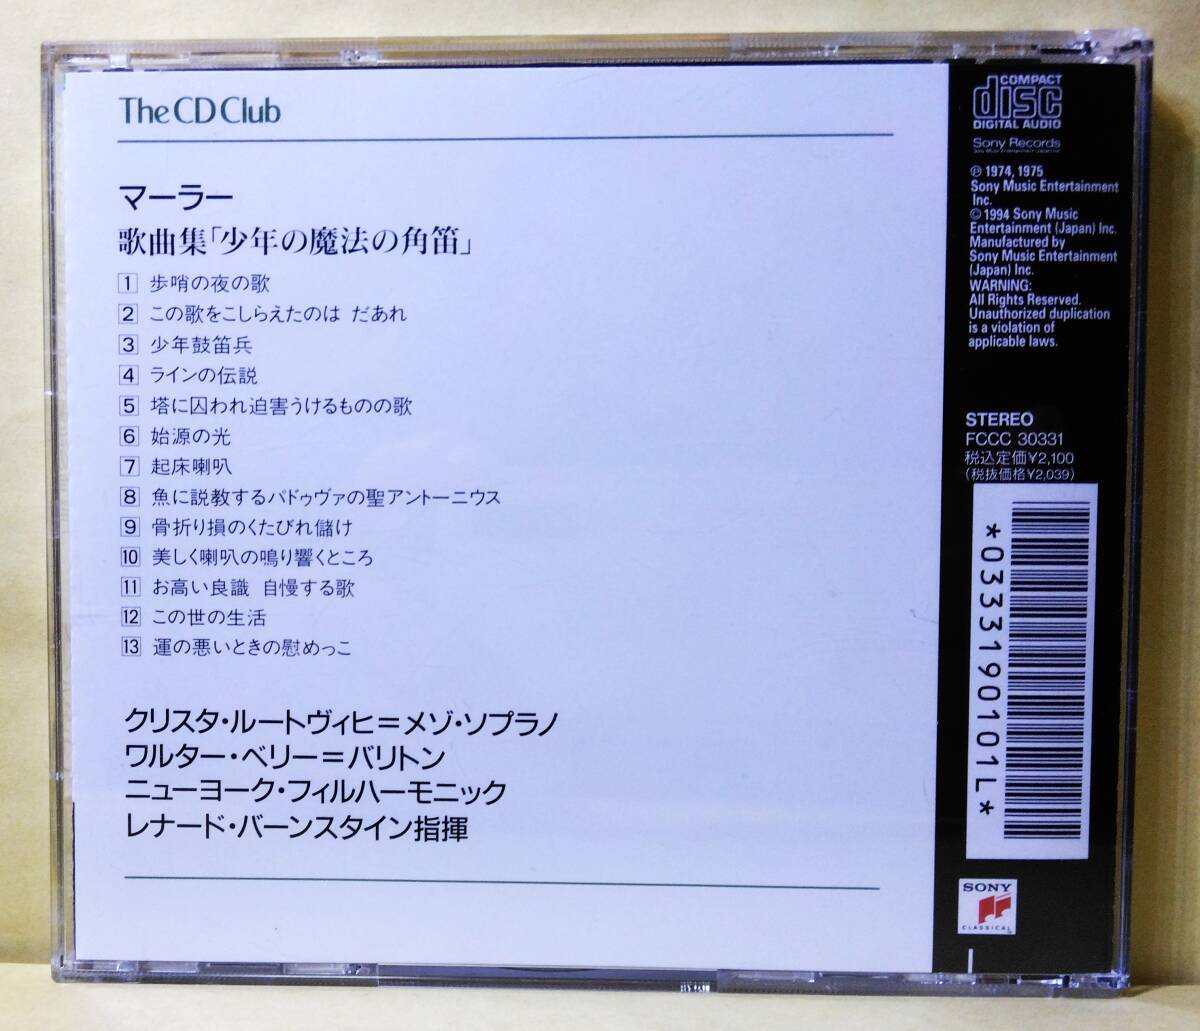 The CD Club
マーラー
歌曲集「少年の魔法の角笛」
1 歩哨の夜の歌
2 この歌をこしらえたのは だあれ
3 少年鼓笛兵
4 ラインの伝説
5 塔に囚われ迫害うけるものの歌
6 始源の光
7 起床喇叭
8 魚に説教するパドゥヴァの聖アントーニウス
9 骨折り損のくたびれ儲け
10 美しく喇叭の鳴り響くところ
11 お高い良識 自慢する歌
12 この世の生活
13 運の悪いときの慰めっこ
クリスタ・ルートヴィヒ=メゾ・ソプラノ
ワルター・ベリー=バリトン
ニューヨーク・フィルハーモニック
レナード・バーンスタイン指揮
COMPACT
disc
DIGITAL AUDIO
Sony Records
℗ 1974, 1975
Sony Music Entertainment
Inc.
© 1994 Sony Music
Entertainment (Japan) Inc.
Manufactured by
Sony Music Entertainment
(Japan) Inc.
WARNING:
All Rights Reserved.
Unauthorized duplication
is a violation of
applicable laws.
STEREO
FCCC 30331
税込定価¥2,100
(税抜価格¥2,039)
*0333190101L*
SONY
CLASSICAL